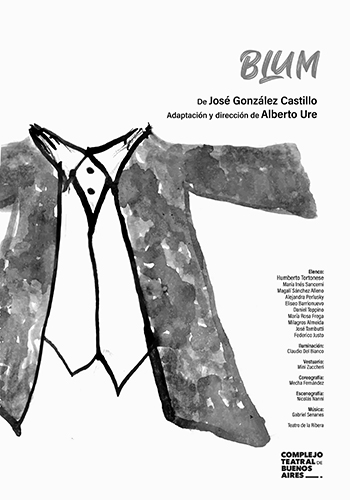 BLUM
De José González Castillo
Adaptación y dirección de Alberto Ure
Elenco:
Humberto Tortonese
María Inés Sancerni
Magalí Sánchez Alleno
Alejandra Perlusky
Eliseo Barrionuevo
Daniel Toppino
María Rosa Frega
Milagros Almeida
José Tambutti
Federico Justo
Iluminación:
Claudio Del Bianco
Vestuario:
Mini Zuccheri
Coreografía:
Mecha Fernández
Escenografía:
Nicolás Nanni
Música:
Gabriel Senanes
Teatro de la Ribera
COMPLEJO
TEATRAL
DE
BUENOS
AIRES